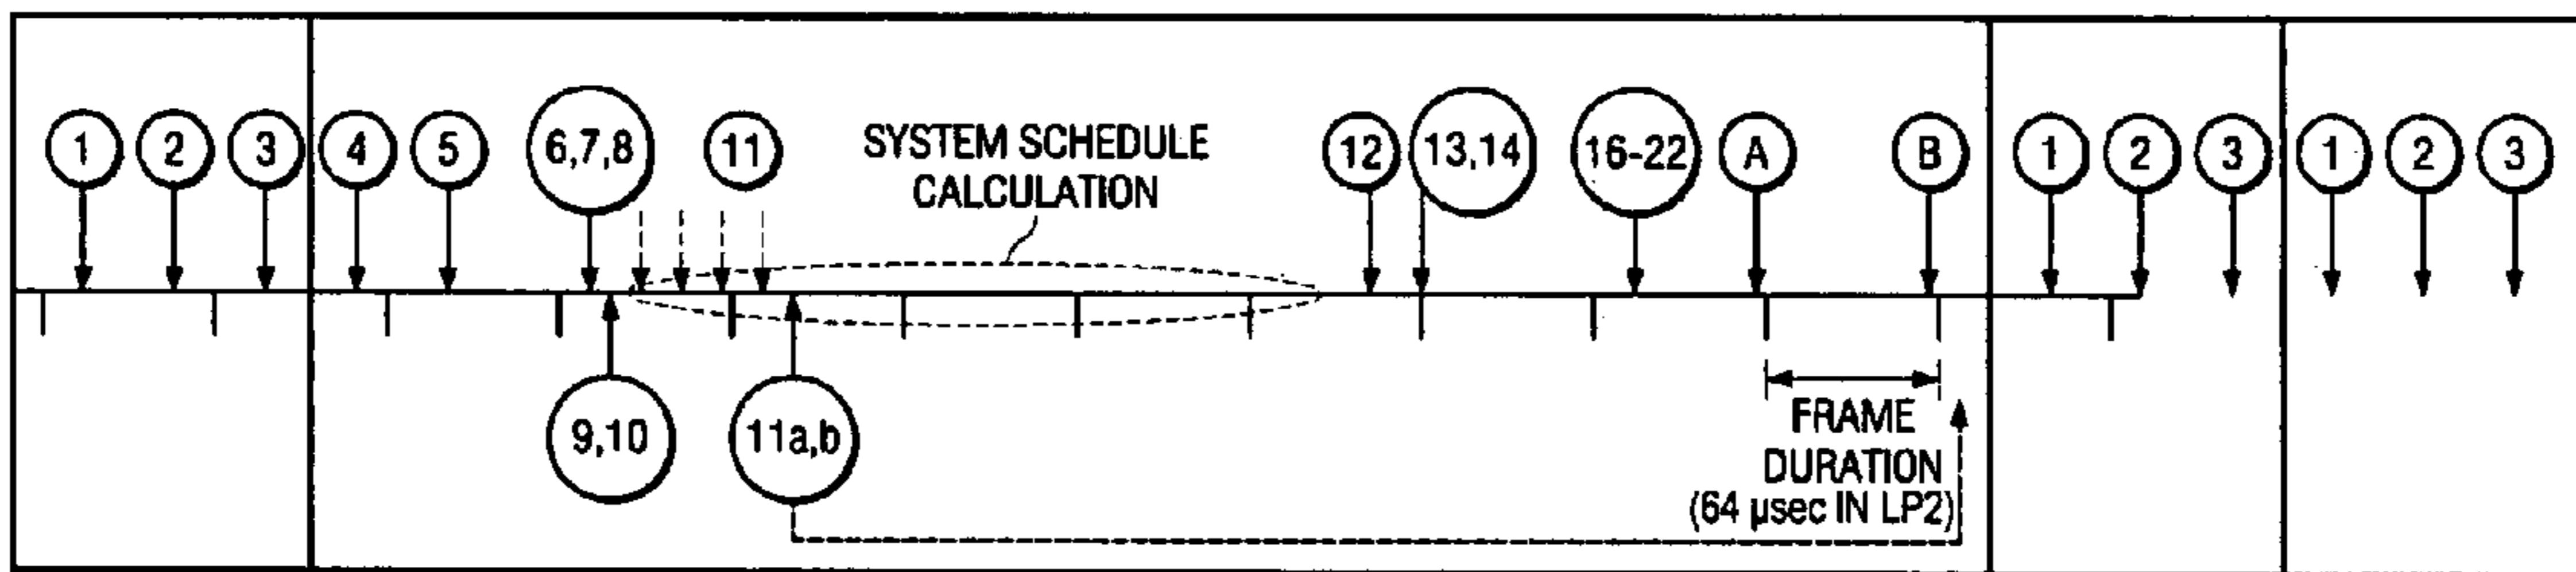 1 2 3 4 5 6,7,8 11 SYSTEM SCHEDULE CALCULATION 12 13,14 16-22 A B 1 2 3 1 2 3
9,10 11a,b
FRAME
DURATION
(64 μsec IN LP2)